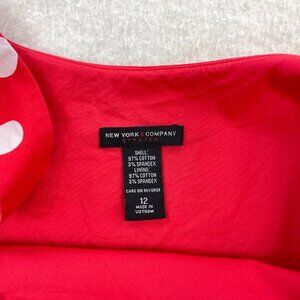 NEW YORK & COMPANY
STRETCH
SHELL:
97% COTTON
3% SPANDEX
LINING:
97% COTTON
3% SPANDEX
CARE ON REVERSE
12
MADE IN
VIETNAM